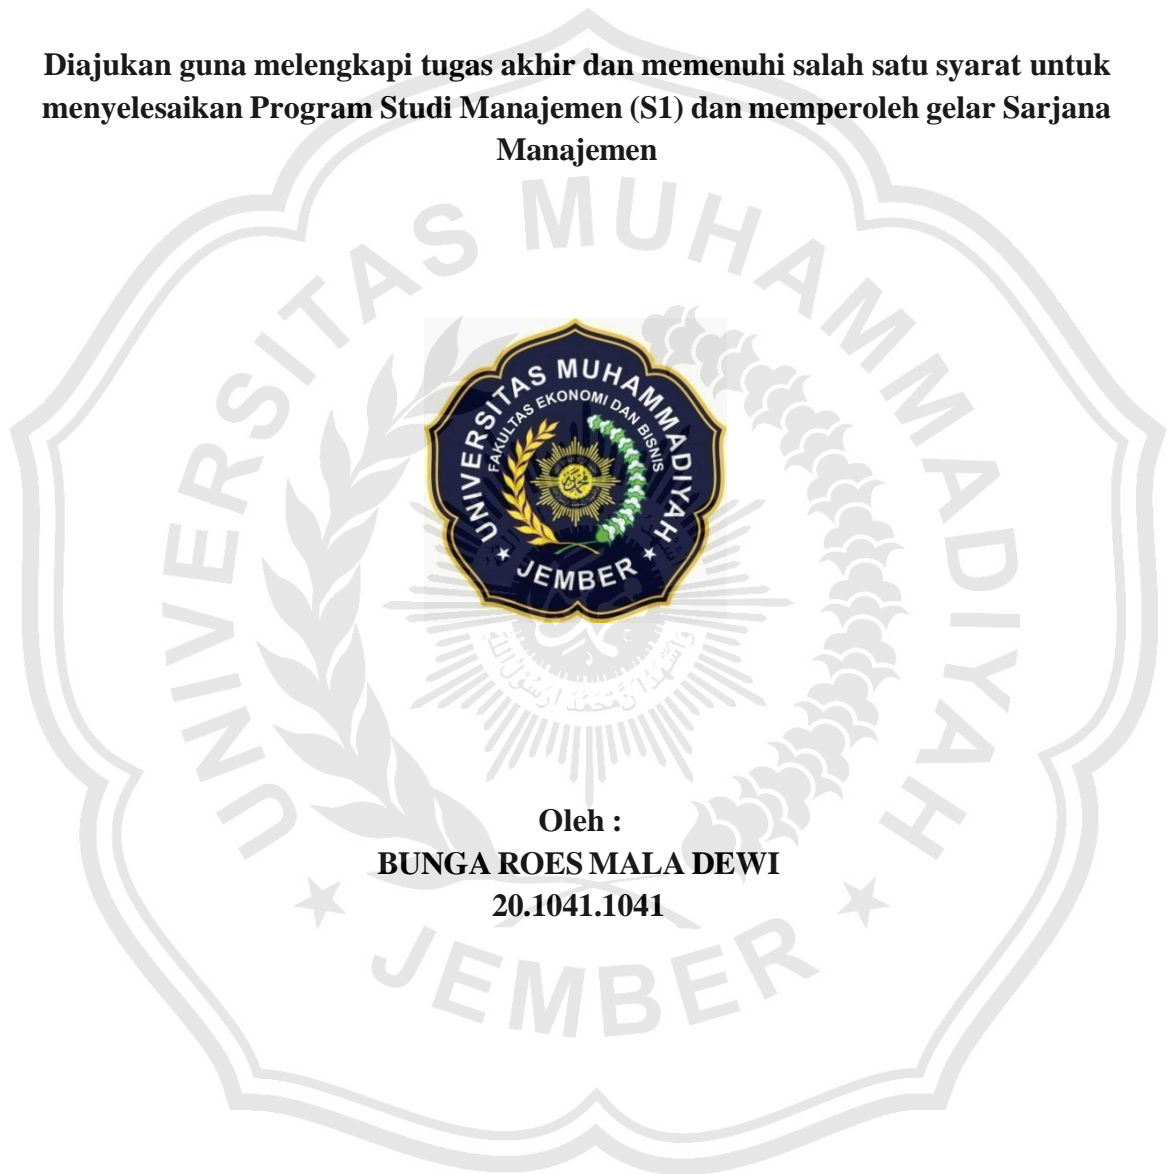 Diajukan guna melengkapi tugas akhir dan memenuhi salah satu syarat untuk
menyelesaikan Program Studi Manajemen (S1) dan memperoleh gelar Sarjana
Manajemen
UNIVERSITAS MUHAMMADIYAH
FAKULTAS EKONOMI DAN BISNIS
JEMBER
Oleh :
BUNGA ROES MALA DEWI
20.1041.1041
UNIVERSITAS MUHAMMADIYAH
JEMBER